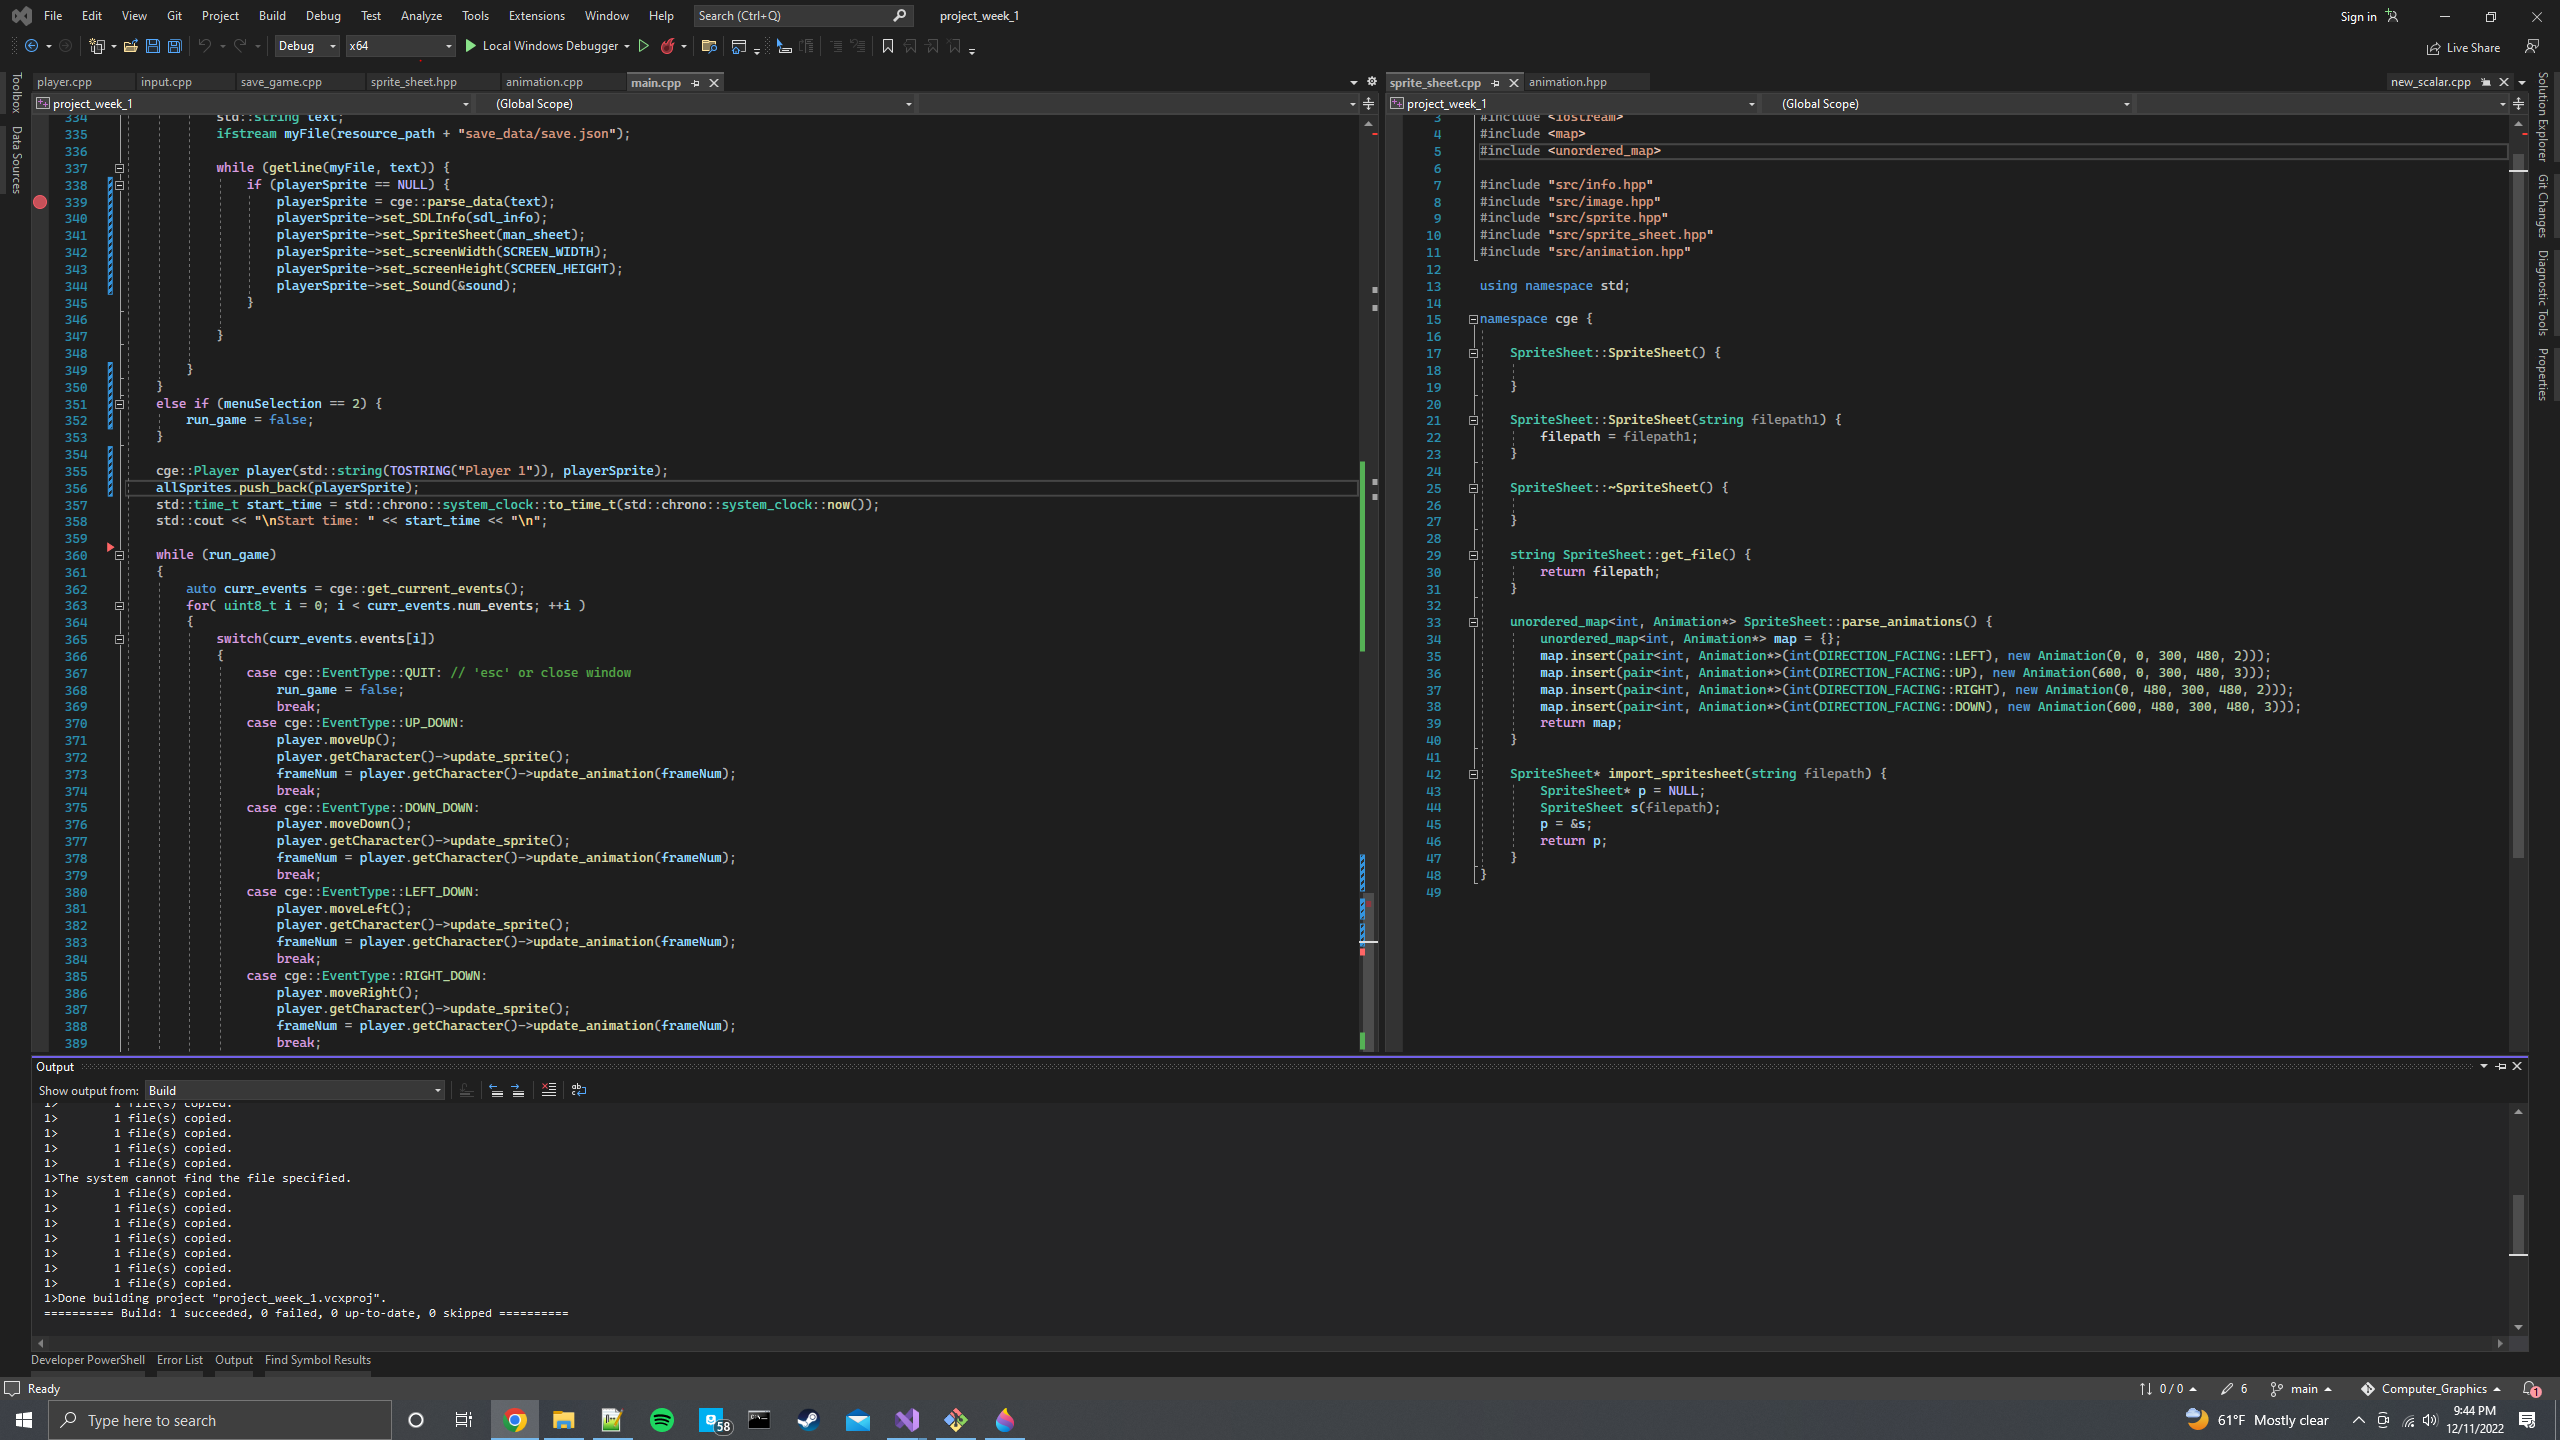 File Edit View Git Project Build Debug Test Analyze Tools Extensions Window Help Search (Ctrl+Q) project_week_1 Sign in
Debug x64 Local Windows Debugger Live Share
Toolbox
Data Sources
player.cpp input.cpp save_game.cpp sprite_sheet.hpp animation.cpp main.cpp
project_week_1 (Global Scope)
334 std::string text;
335 ifstream myFile(resource_path + "save_data/save.json");
336
337 while (getline(myFile, text)) {
338 if (playerSprite == NULL) {
339 playerSprite = cge::parse_data(text);
340 playerSprite->set_SDLInfo(sdl_info);
341 playerSprite->set_SpriteSheet(man_sheet);
342 playerSprite->set_screenWidth(SCREEN_WIDTH);
343 playerSprite->set_screenHeight(SCREEN_HEIGHT);
344 playerSprite->set_Sound(&sound);
345 }
346
347 }
348
349 }
350 }
351 else if (menuSelection == 2) {
352 run_game = false;
353 }
354
355 cge::Player player(std::string(TOSTRING("Player 1")), playerSprite);
356 allSprites.push_back(playerSprite);
357 std::time_t start_time = std::chrono::system_clock::to_time_t(std::chrono::system_clock::now());
358 std::cout << "\nStart time: " << start_time << "\n";
359
360 while (run_game)
361 {
362 auto curr_events = cge::get_current_events();
363 for( uint8_t i = 0; i < curr_events.num_events; ++i )
364 {
365 switch(curr_events.events[i])
366 {
367 case cge::EventType::QUIT: // 'esc' or close window
368 run_game = false;
369 break;
370 case cge::EventType::UP_DOWN:
371 player.moveUp();
372 player.getCharacter()->update_sprite();
373 frameNum = player.getCharacter()->update_animation(frameNum);
374 break;
375 case cge::EventType::DOWN_DOWN:
376 player.moveDown();
377 player.getCharacter()->update_sprite();
378 frameNum = player.getCharacter()->update_animation(frameNum);
379 break;
380 case cge::EventType::LEFT_DOWN:
381 player.moveLeft();
382 player.getCharacter()->update_sprite();
383 frameNum = player.getCharacter()->update_animation(frameNum);
384 break;
385 case cge::EventType::RIGHT_DOWN:
386 player.moveRight();
387 player.getCharacter()->update_sprite();
388 frameNum = player.getCharacter()->update_animation(frameNum);
389 break;
sprite_sheet.cpp animation.hpp new_scalar.cpp
project_week_1 (Global Scope)
3 #include <iostream>
4 #include <map>
5 #include <unordered_map>
6
7 #include "src/info.hpp"
8 #include "src/image.hpp"
9 #include "src/sprite.hpp"
10 #include "src/sprite_sheet.hpp"
11 #include "src/animation.hpp"
12
13 using namespace std;
14
15 namespace cge {
16
17 SpriteSheet::SpriteSheet() {
18
19 }
20
21 SpriteSheet::SpriteSheet(string filepath1) {
22 filepath = filepath1;
23 }
24
25 SpriteSheet::~SpriteSheet() {
26
27 }
28
29 string SpriteSheet::get_file() {
30 return filepath;
31 }
32
33 unordered_map<int, Animation*> SpriteSheet::parse_animations() {
34 unordered_map<int, Animation*> map = {};
35 map.insert(pair<int, Animation*>(int(DIRECTION_FACING::LEFT), new Animation(0, 0, 300, 480, 2)));
36 map.insert(pair<int, Animation*>(int(DIRECTION_FACING::UP), new Animation(600, 0, 300, 480, 3)));
37 map.insert(pair<int, Animation*>(int(DIRECTION_FACING::RIGHT), new Animation(0, 480, 300, 480, 2)));
38 map.insert(pair<int, Animation*>(int(DIRECTION_FACING::DOWN), new Animation(600, 480, 300, 480, 3)));
39 return map;
40 }
41
42 SpriteSheet* import_spritesheet(string filepath) {
43 SpriteSheet* p = NULL;
44 SpriteSheet s(filepath);
45 p = &s;
46 return p;
47 }
48 }
49
Solution Explorer
Git Changes
Diagnostic Tools
Properties
Output
Show output from: Build
1> 1 file(s) copied.
1> 1 file(s) copied.
1> 1 file(s) copied.
1> 1 file(s) copied.
1> 1 file(s) copied.
1>The system cannot find the file specified.
1> 1 file(s) copied.
1> 1 file(s) copied.
1> 1 file(s) copied.
1> 1 file(s) copied.
1> 1 file(s) copied.
1> 1 file(s) copied.
1> 1 file(s) copied.
1>Done building project "project_week_1.vcxproj".
========== Build: 1 succeeded, 0 failed, 0 up-to-date, 0 skipped ==========
Developer PowerShell Error List Output Find Symbol Results
Ready 0 / 0 6 main Computer_Graphics 1
Type here to search 58 61°F Mostly clear 9:44 PM
12/11/2022